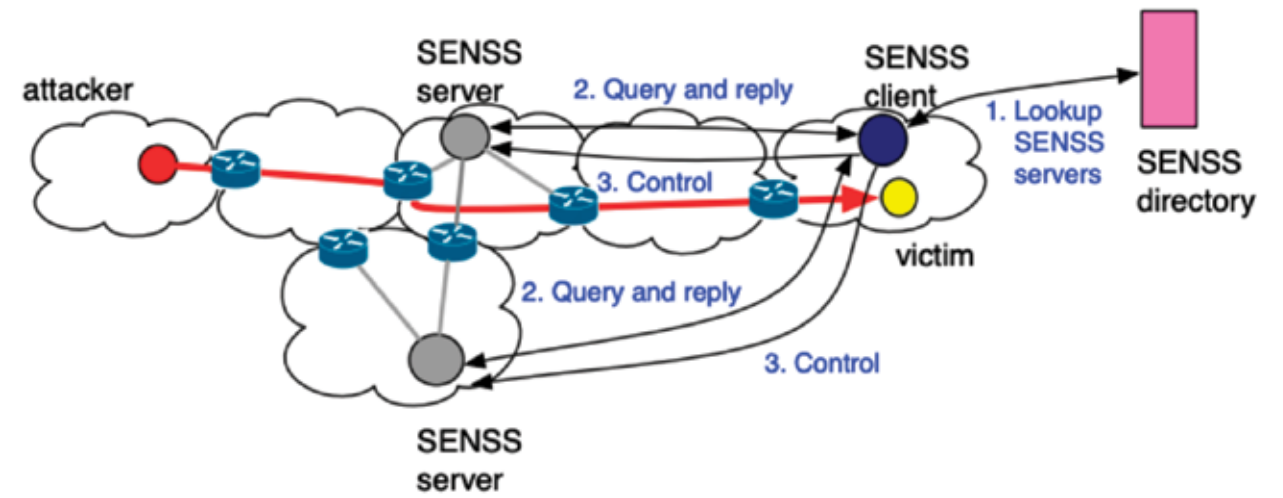 attacker
SENSS
server
2. Query and reply
SENSS
client
1. Lookup
SENSS
servers
SENSS
directory
3. Control
victim
2. Query and reply
3. Control
SENSS
server